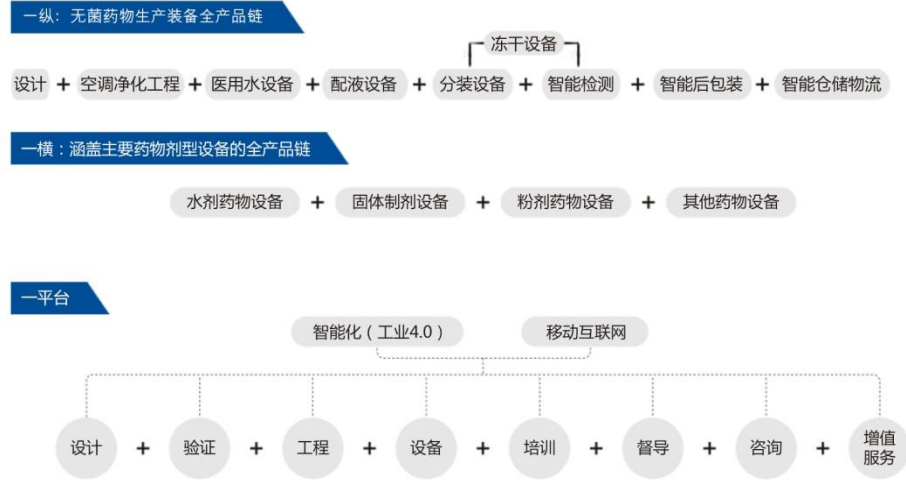 一纵：无菌药物生产装备全产品链
冻干设备
设计 + 空调净化工程 + 医用水设备 + 配液设备 + 分装设备 + 智能检测 + 智能后包装 + 智能仓储物流
一横：涵盖主要药物剂型设备的全产品链
水剂药物设备 + 固体制剂设备 + 粉剂药物设备 + 其他药物设备
一平台
智能化（工业4.0） 移动互联网
设计 + 验证 + 工程 + 设备 + 培训 + 督导 + 咨询 + 增值
服务